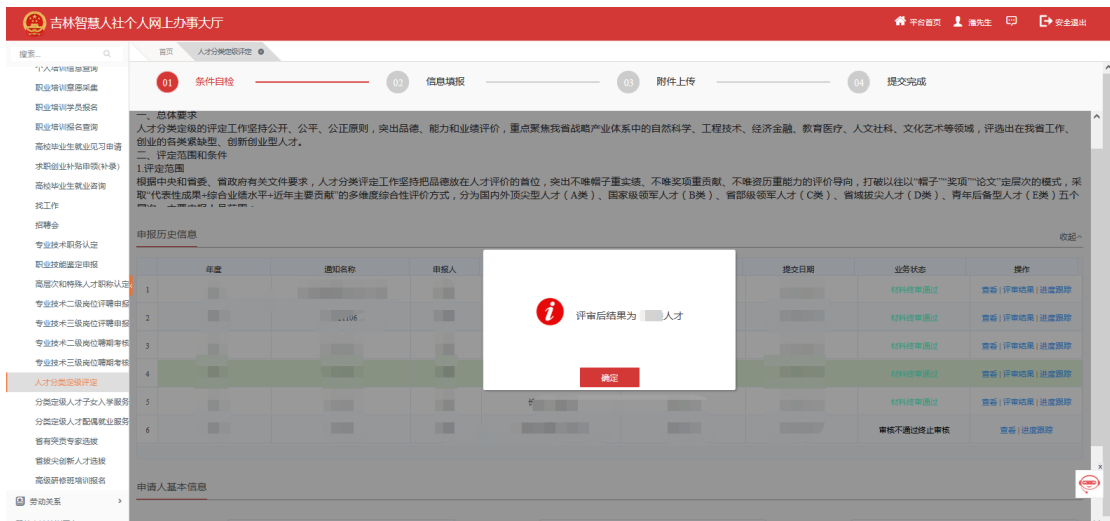 吉林智慧人社个人网上办事大厅
平台首页 潘先生 安全退出
搜索...
首页 人才分类定级评定
个人培训信息查询
职业培训意愿采集
职业培训学员报名
职业培训报名查询
高校毕业生就业见习申请
求职创业补贴申领(补录)
高校毕业生就业咨询
找工作
招聘会
专业技术职务认定
职业技能鉴定申报
高层次和特殊人才职称认定
专业技术二级岗位评聘申报
专业技术三级岗位评聘申报
专业技术二级岗位聘期考核
专业技术三级岗位聘期考核
人才分类定级评定
分类定级人才子女入学服务
分类定级人才配偶就业服务
省有突贡专家选拔
省拔尖创新人才选拔
高级研修班培训报名
劳动关系
01 条件自检 02 信息填报 03 附件上传 04 提交完成
一、总体要求
人才分类定级的评定工作坚持公开、公平、公正原则，突出品德、能力和业绩评价，重点聚焦我省战略产业体系中的自然科学、工程技术、经济金融、教育医疗、人文社科、文化艺术等领域，评选出在我省工作、
创业的各类紧缺型、创新创业型人才。
二、评定范围和条件
1.评定范围
根据中央和省委、省政府有关文件要求，人才分类评定工作坚持把品德放在人才评价的首位，突出不唯帽子重实绩、不唯奖项重贡献、不唯资历重能力的评价导向，打破以往以"帽子""奖项""论文"定层次的模式，采
取"代表性成果+综合业绩水平+近年主要贡献"的多维度综合性评价方式，分为国内外顶尖型人才（A类）、国家级领军人才（B类）、省部级领军人才（C类）、省域拔尖人才（D类）、青年后备型人才（E类）五个
申报历史信息 收起
年度 通知名称 申报人 提交日期 业务状态 操作
1 材料终审通过 查看 | 评审结果 | 进度跟踪
2 材料终审通过 查看 | 评审结果 | 进度跟踪
3 材料终审通过 查看 | 评审结果 | 进度跟踪
4 材料终审通过 查看 | 评审结果 | 进度跟踪
5 材料终审通过 查看 | 评审结果 | 进度跟踪
6 审核不通过终止审核 查看 | 进度跟踪
评审后结果为 人才
确定
申请人基本信息
x